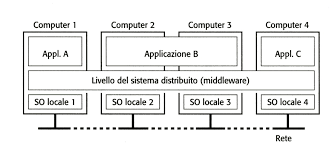 Computer 1 Computer 2 Computer 3 Computer 4
Appl. A Applicazione B Appl. C
Livello del sistema distribuito (middleware)
SO locale 1 SO locale 2 SO locale 3 SO locale 4
Rete